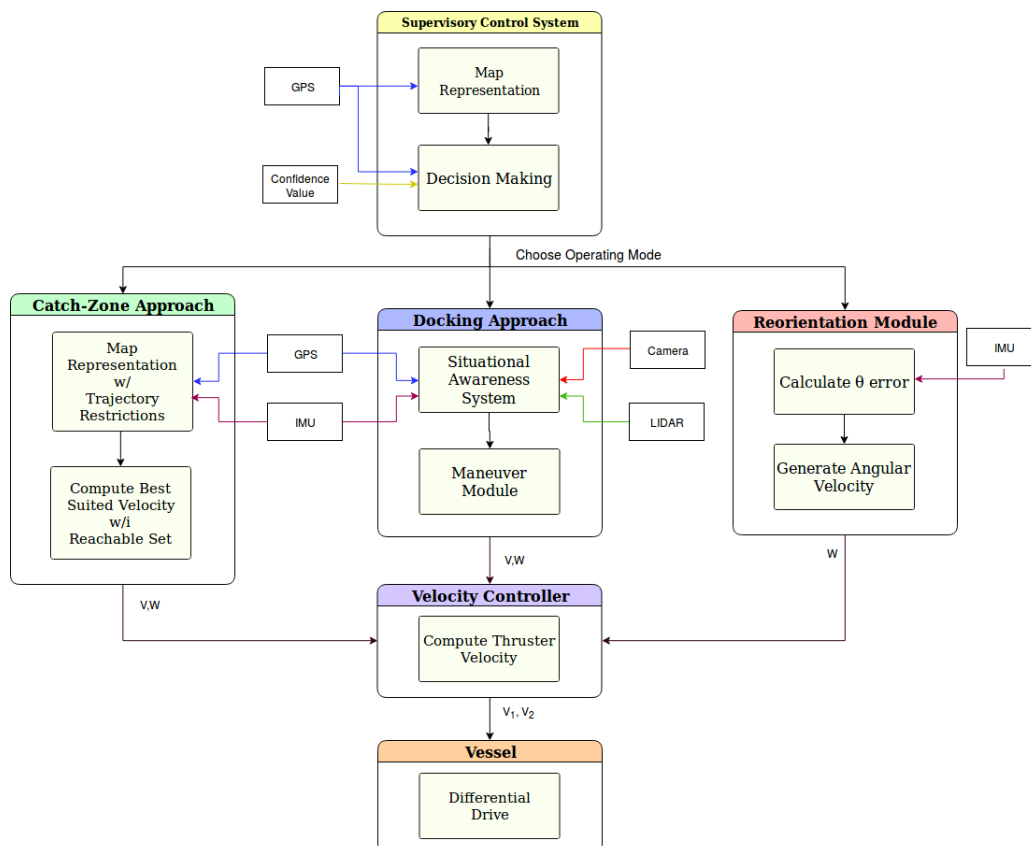 Supervisory Control System
Map
Representation
GPS
Decision Making
Confidence
Value
Choose Operating Mode
Catch-Zone Approach
Map
Representation
w/
Trajectory
Restrictions
Compute Best
Suited Velocity
w/i
Reachable Set
GPS
IMU
Docking Approach
Situational
Awareness
System
Maneuver
Module
Camera
LIDAR
Reorientation Module
Calculate θ error
Generate Angular
Velocity
IMU
V,W
V,W
W
Velocity Controller
Compute Thruster
Velocity
V₁, V₂
Vessel
Differential
Drive